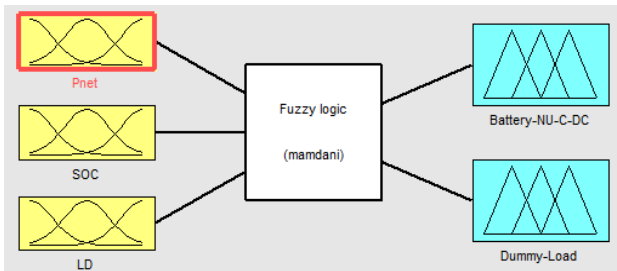 Pnet
SOC
LD
Fuzzy logic
(mamdani)
Battery-NU-C-DC
Dummy-Load